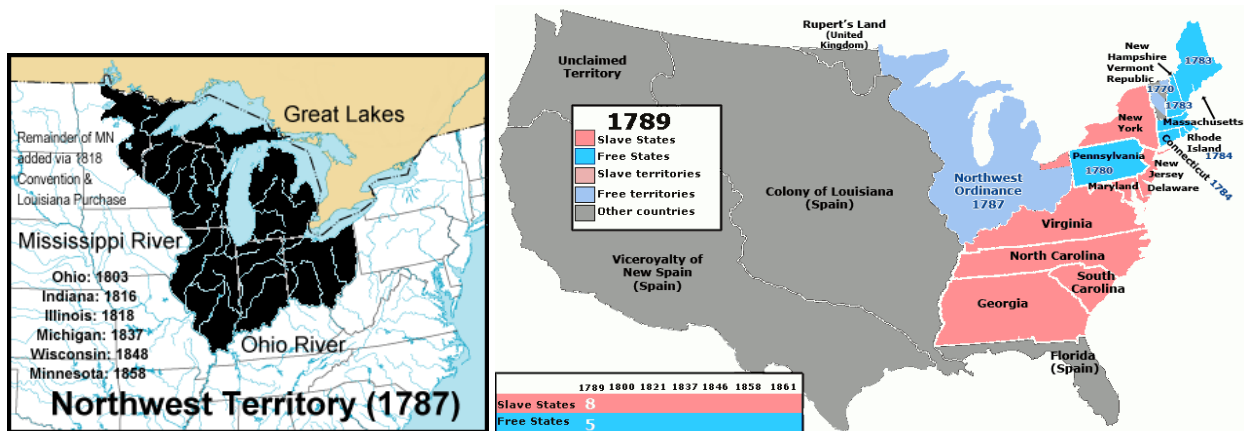 Great Lakes
Remainder of MN
added via 1818
Convention &
Louisiana Purchase
Mississippi River
Ohio: 1803
Indiana: 1816
Illinois: 1818
Michigan: 1837
Wisconsin: 1848
Minnesota: 1858
Ohio River
Northwest Territory (1787)
Rupert's Land
(United
Kingdom)
Unclaimed
Territory
New
Hampshire
Vermont
Republic
1783
1770
1783
1789
Slave States
Free States
Slave territories
Free territories
Other countries
New
York
Massachusetts
Rhode
Island
1784
Connecticut 1784
Pennsylvania
1780
New
Jersey
Maryland
Delaware
Northwest
Ordinance
1787
Colony of Louisiana
(Spain)
Virginia
North Carolina
South
Carolina
Georgia
Viceroyalty of
New Spain
(Spain)
Florida
(Spain)
1789 1800 1821 1837 1846 1858 1861
Slave States 8
Free States 5